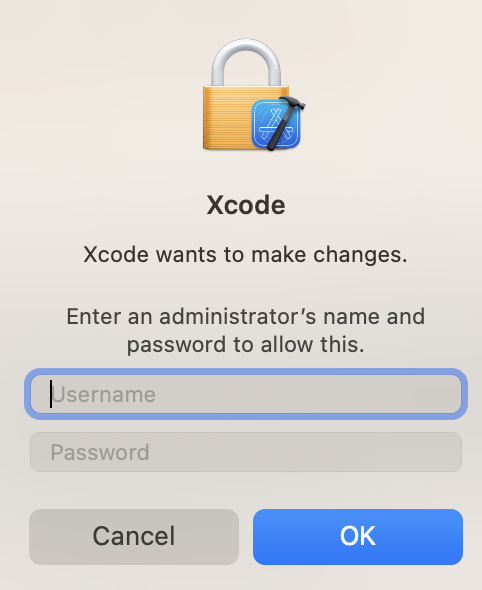 Xcode
Xcode wants to make changes.
Enter an administrator’s name and
password to allow this.
Username
Password
Cancel
OK